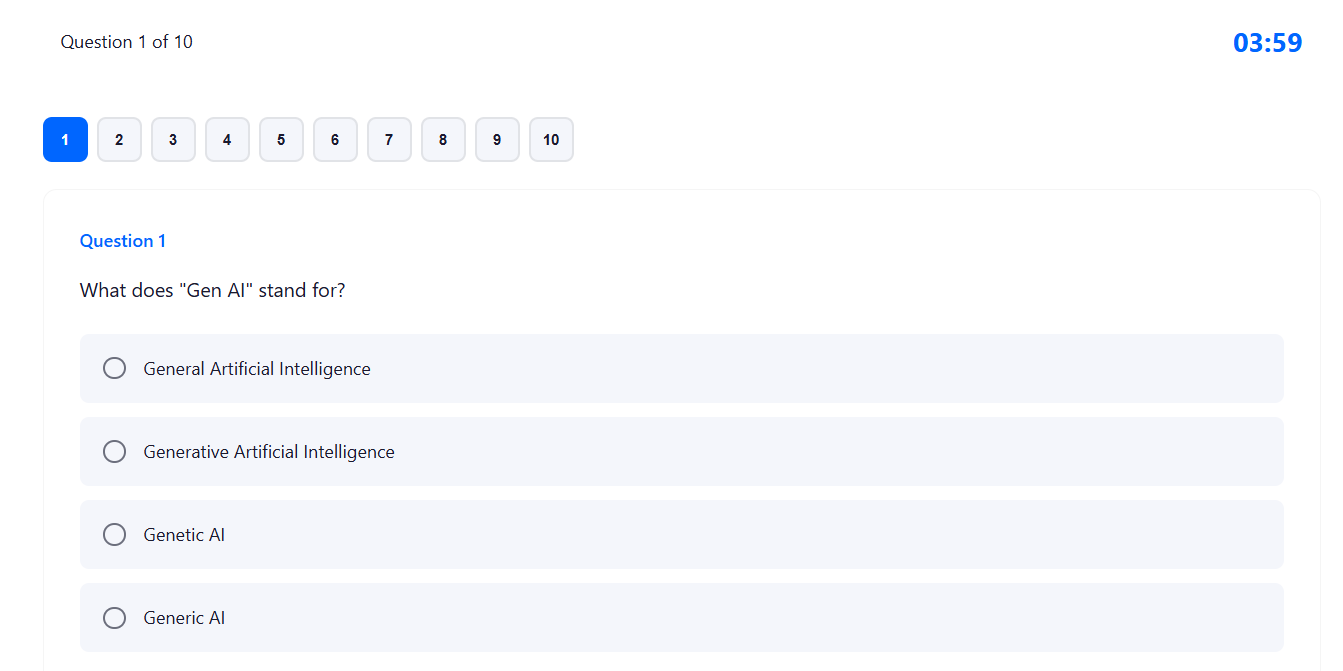 Question 1 of 10
03:59
1 2 3 4 5 6 7 8 9 10
Question 1
What does "Gen AI" stand for?
General Artificial Intelligence
Generative Artificial Intelligence
Genetic AI
Generic AI